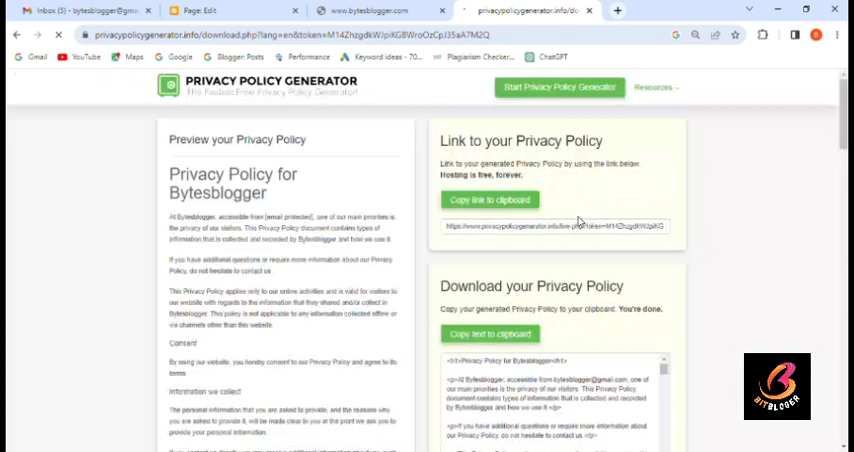 Inbox (5) - bytesblogger@gmai
Page: Edit
www.bytesblogger.com
privacypolicygenerator.info/do
privacypolicygenerator.info/download.php?lang=en&token=
Gmail
YouTube
Maps
Google
Blogger: Posts
Performance
Keyword ideas - 70...
Plagiarism Checker...
ChatGPT
PRIVACY POLICY GENERATOR
The Fastest Free Privacy Policy Generator!
Start Privacy Policy Generator
Resources
Preview your Privacy Policy
Privacy Policy for
Bytesblogger
At Bytesblogger, accessible from [email protected], one of our main priorities is
the privacy of our visitors. This Privacy Policy document contains types of
information that is collected and recorded by Bytesblogger and how we use it.
If you have additional questions or require more information about our Privacy
Policy, do not hesitate to contact us.
This Privacy Policy applies only to our online activities and is valid for visitors to
our website with regards to the information that they shared and/or collect in
Bytesblogger. This policy is not applicable to any information collected offline or
via channels other than this website.
Consent
By using our website, you hereby consent to our Privacy Policy and agree to its
terms.
Information we collect
The personal information that you are asked to provide, and the reasons why
you are asked to provide it, will be made clear to you at the point we ask you to
provide your personal information.
Link to your Privacy Policy
Link to your generated Privacy Policy by using the link below.
Hosting is free, forever.
Copy link to clipboard
Download your Privacy Policy
Copy your generated Privacy Policy to your clipboard. You're done.
Copy text to clipboard
<h1>Privacy Policy for Bytesblogger</h1>
<p>At Bytesblogger, accessible from bytesblogger@gmail.com, one of
our main priorities is the privacy of our visitors. This Privacy Policy
document contains types of information that is collected and recorded by
Bytesblogger and how we use it.</p>
<p>If you have additional questions or require more information about
our Privacy Policy, do not hesitate to contact us.</p>
BITBLOGER